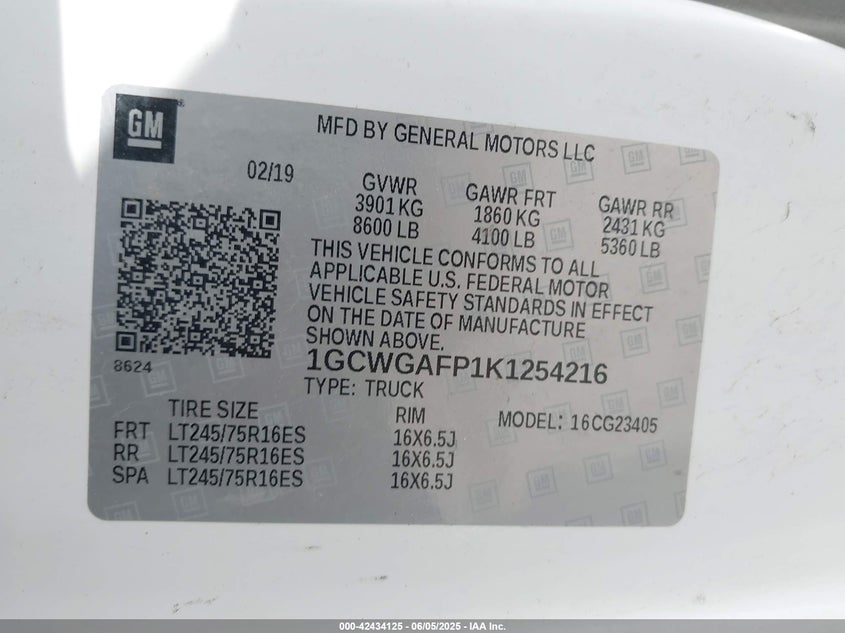 GM
MFD BY GENERAL MOTORS LLC
02/19
GVWR
3901 KG
8600 LB
GAWR FRT
1860 KG
4100 LB
GAWR RR
2431 KG
5360 LB
THIS VEHICLE CONFORMS TO ALL
APPLICABLE U.S. FEDERAL MOTOR
VEHICLE SAFETY STANDARDS IN EFFECT
ON THE DATE OF MANUFACTURE
SHOWN ABOVE.
8624
1GCWGAFP1K1254216
TYPE: TRUCK
TIRE SIZE RIM MODEL: 16CG23405
FRT LT245/75R16ES 16X6.5J
RR LT245/75R16ES 16X6.5J
SPA LT245/75R16ES 16X6.5J
000-42434125 - 06/05/2025 - IAA Inc.